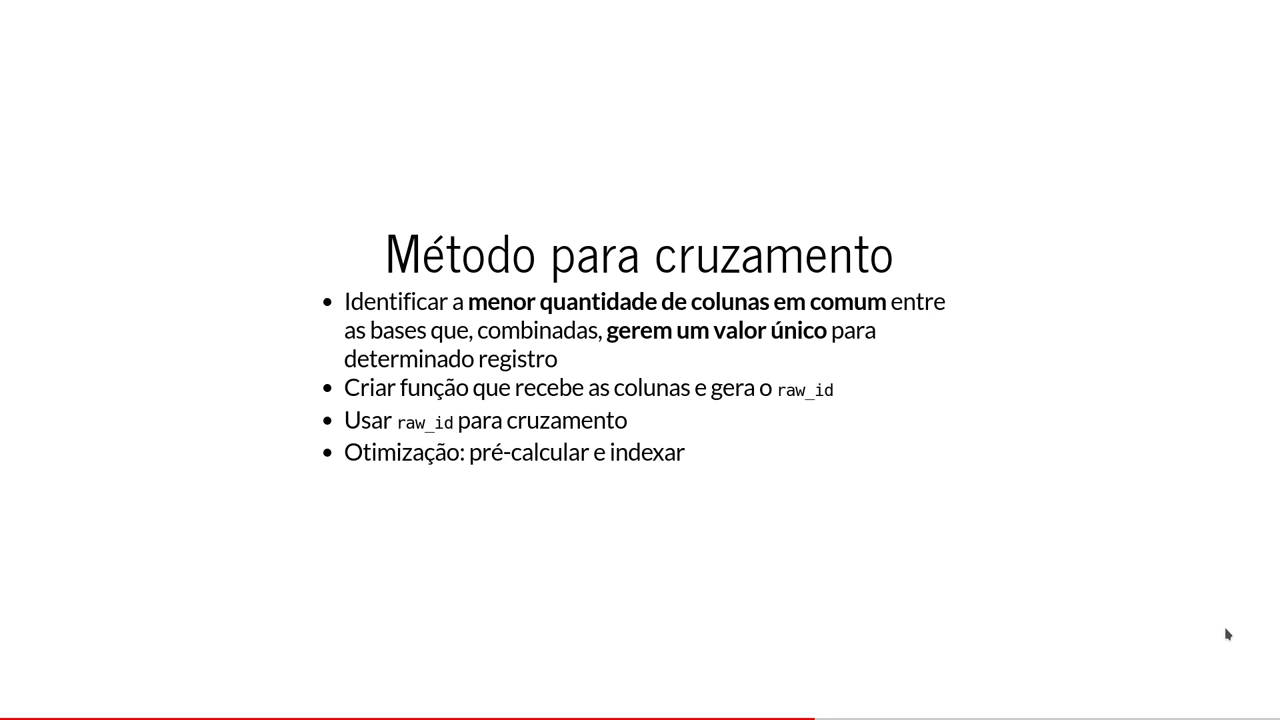 Método para cruzamento
Identificar a menor quantidade de colunas em comum entre
as bases que, combinadas, gerem um valor único para
determinado registro
Criar função que recebe as colunas e gera o raw_id
Usar raw_id para cruzamento
Otimização: pré-calcular e indexar